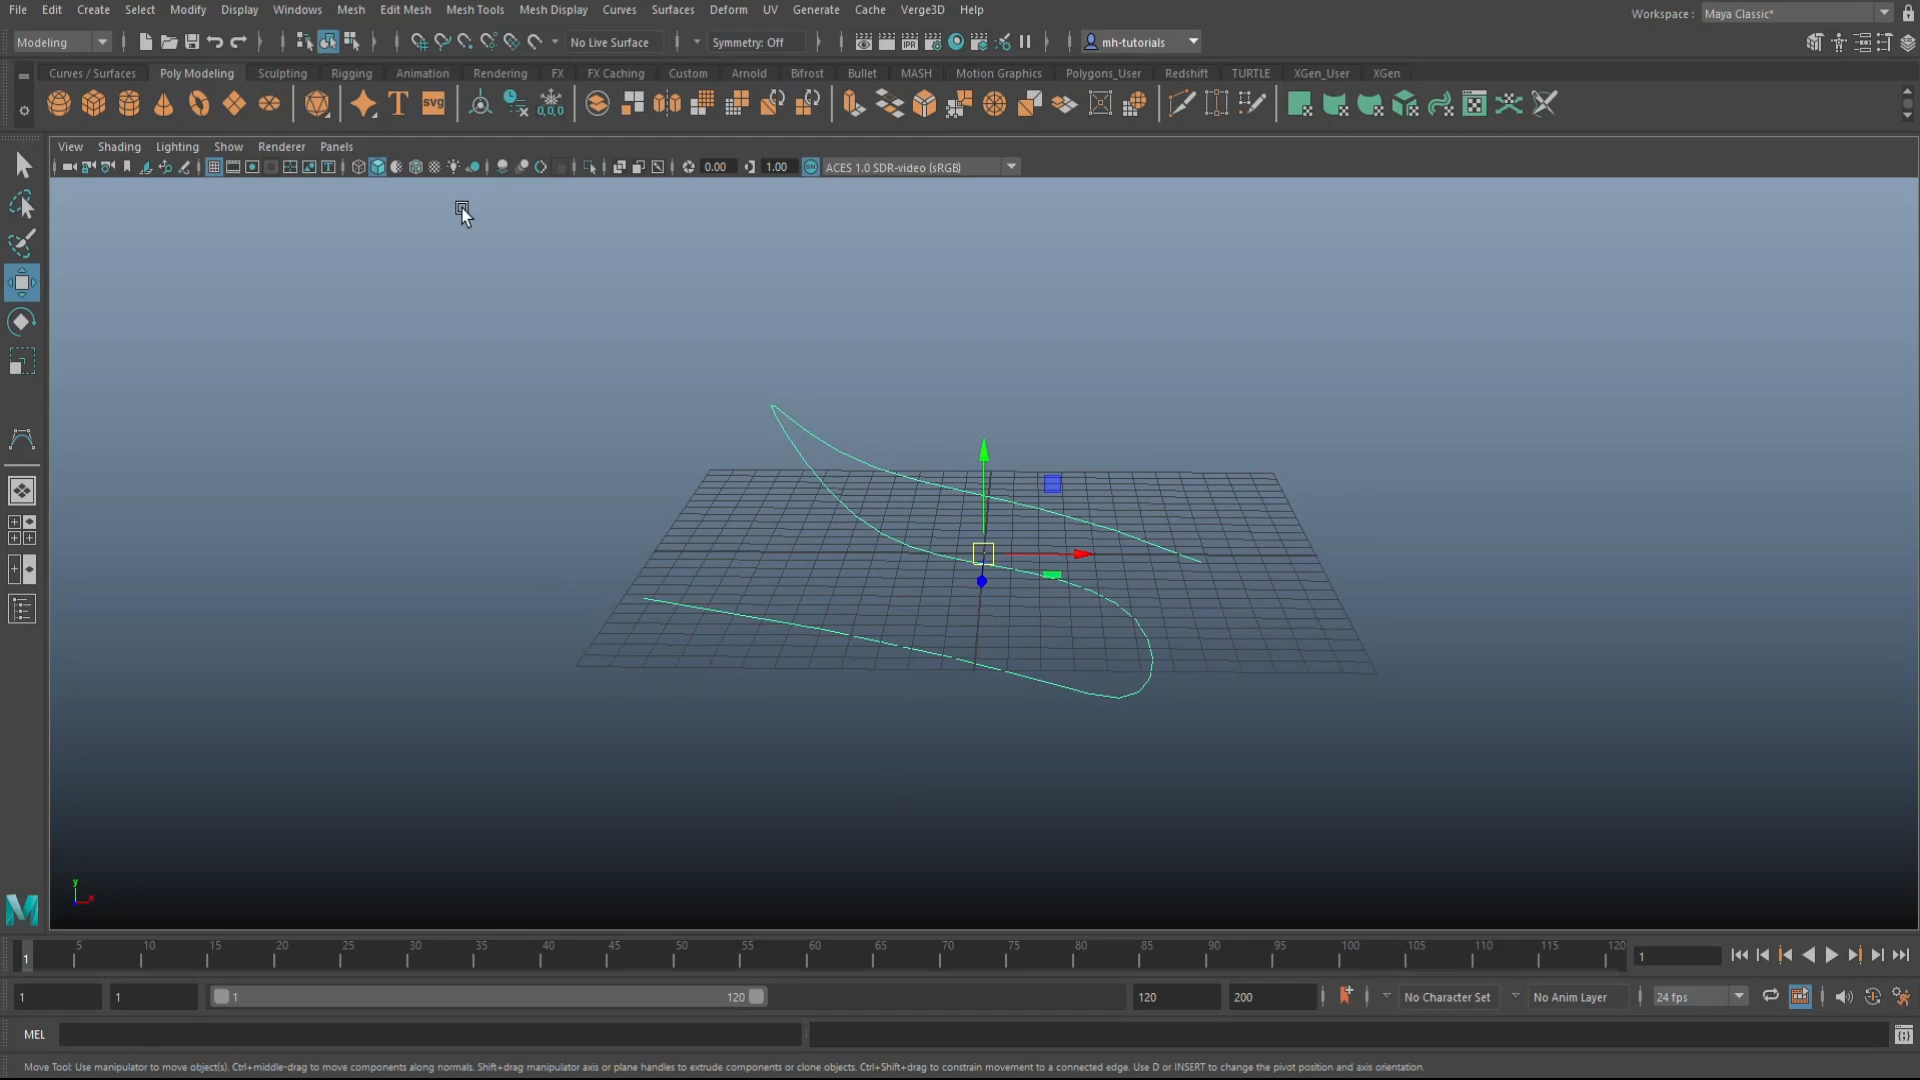 File Edit Create Select Modify Display Windows Mesh Edit Mesh Mesh Tools Mesh Display Curves Surfaces Deform UV Generate Cache Verge3D Help
Workspace : Maya Classic*
Modeling No Live Surface Symmetry: Off mh-tutorials
Curves / Surfaces Poly Modeling Sculpting Rigging Animation Rendering FX FX Caching Custom Arnold Bifrost Bullet MASH Motion Graphics Polygons_User Redshift TURTLE XGen_User XGen
T SVG 0,0,0
View Shading Lighting Show Renderer Panels
0.00 1.00 ACES 1.0 SDR-video (sRGB)
y
x
M
1 5 10 15 20 25 30 35 40 45 50 55 60 65 70 75 80 85 90 95 100 105 110 115 120 1
1 1 1 120 120 200 No Character Set No Anim Layer 24 fps
MEL
Move Tool: Use manipulator to move object(s). Ctrl+middle-drag to move components along normals. Shift+drag manipulator axis or plane handles to extrude components or clone objects. Ctrl+Shift+drag to constrain movement to a connected edge. Use D or INSERT to change the pivot position and axis orientation.